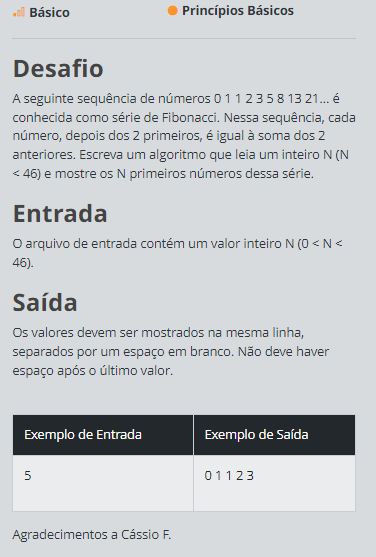 Básico
Princípios Básicos
Desafio
A seguinte sequência de números 0 1 1 2 3 5 8 13 21... é
conhecida como série de Fibonacci. Nessa sequência, cada
número, depois dos 2 primeiros, é igual à soma dos 2
anteriores. Escreva um algoritmo que leia um inteiro N (N
< 46) e mostre os N primeiros números dessa série.
Entrada
O arquivo de entrada contém um valor inteiro N (0 < N <
46).
Saída
Os valores devem ser mostrados na mesma linha,
separados por um espaço em branco. Não deve haver
espaço após o último valor.
Exemplo de Entrada
Exemplo de Saída
5
0 1 1 2 3
Agradecimentos a Cássio F.